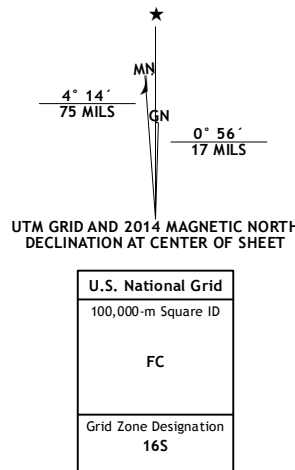 MN
GN
4° 14´
75 MILS
0° 56´
17 MILS
UTM GRID AND 2014 MAGNETIC NORTH
DECLINATION AT CENTER OF SHEET
U.S. National Grid
100,000-m Square ID
FC
Grid Zone Designation
16S